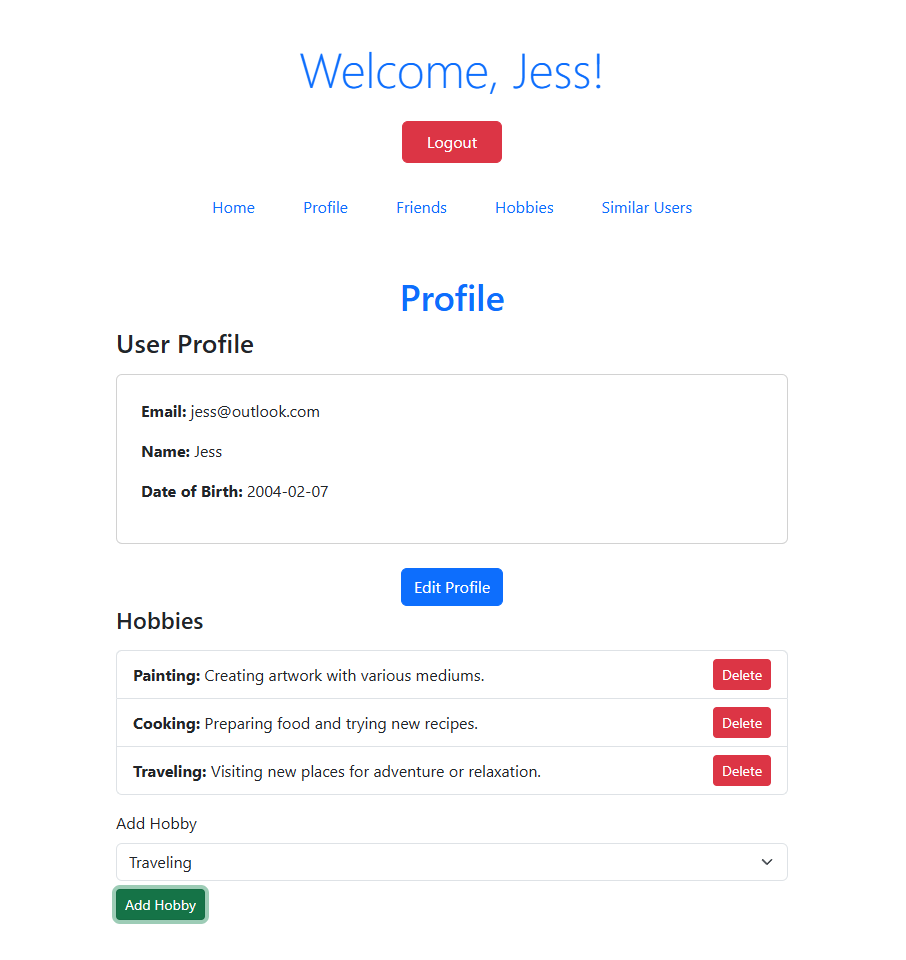 Welcome, Jess!
Logout
Home Profile Friends Hobbies Similar Users
Profile
User Profile
Email: jess@outlook.com
Name: Jess
Date of Birth: 2004-02-07
Edit Profile
Hobbies
Painting: Creating artwork with various mediums. Delete
Cooking: Preparing food and trying new recipes. Delete
Traveling: Visiting new places for adventure or relaxation. Delete
Add Hobby
Traveling
Add Hobby